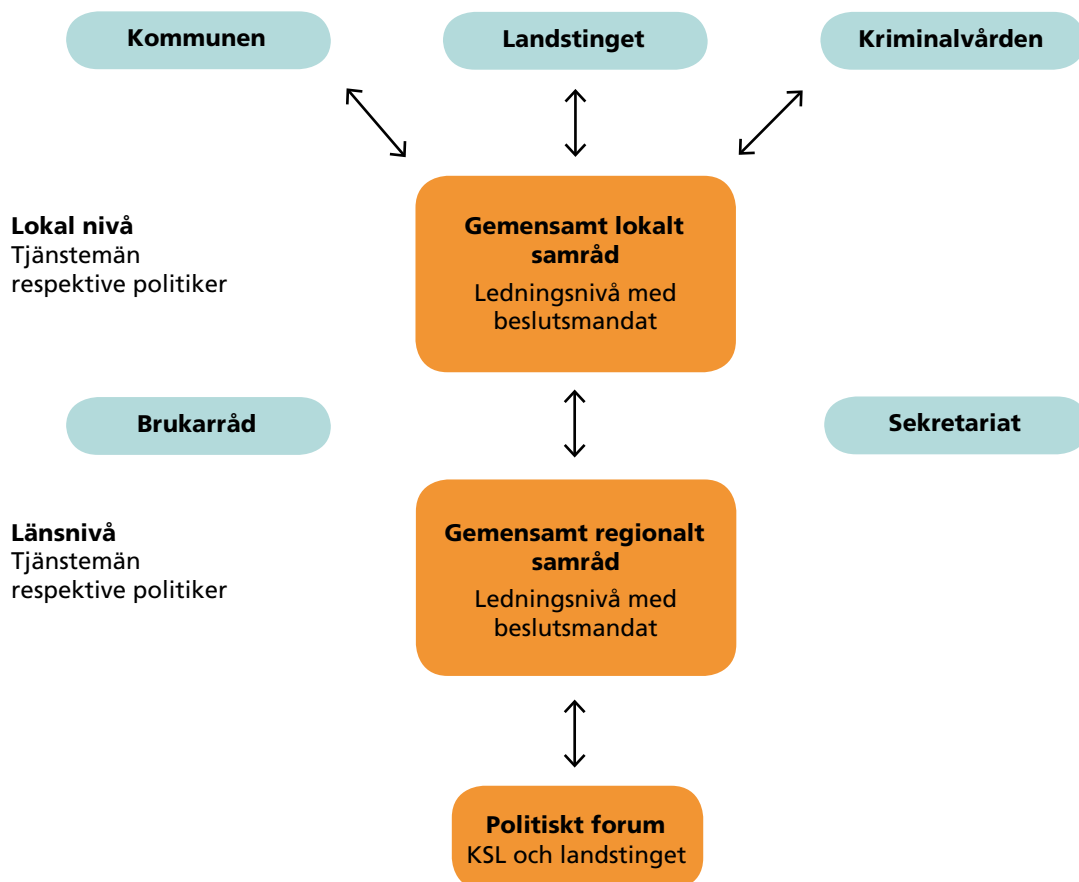 Kommunen
Landstinget
Kriminalvården
Lokal nivå
Tjänstemän
respektive politiker
Gemensamt lokalt
samråd
Ledningsnivå med
beslutsmandat
Brukarråd
Sekretariat
Länsnivå
Tjänstemän
respektive politiker
Gemensamt regionalt
samråd
Ledningsnivå med
beslutsmandat
Politiskt forum
KSL och landstinget